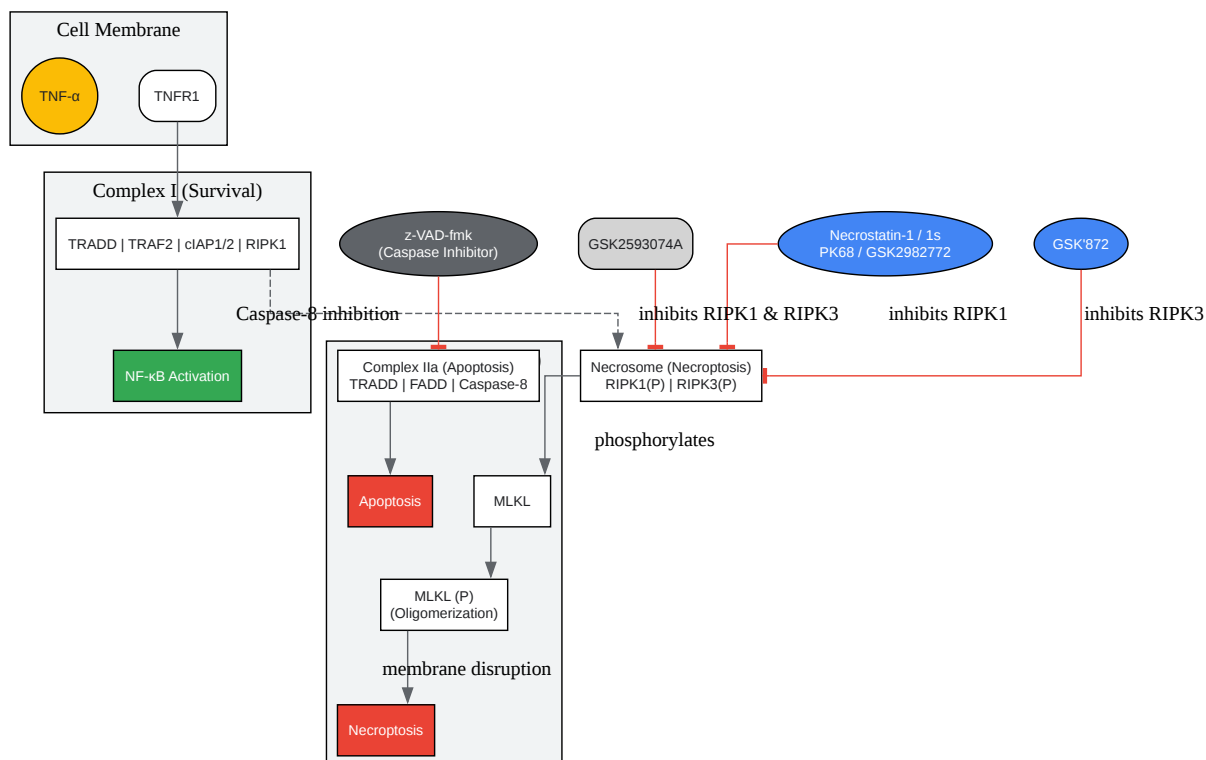 Cell Membrane
TNF-α
TNFR1
Complex I (Survival)
TRADD | TRAF2 | cIAP1/2 | RIPK1
z-VAD-fmk
(Caspase Inhibitor)
GSK2593074A
Necrostatin-1 / 1s
PK68 / GSK2982772
GSK'872
Caspase-8 inhibition
inhibits RIPK1 & RIPK3
inhibits RIPK1
inhibits RIPK3
NF-κB Activation
Complex IIa (Apoptosis)
TRADD | FADD | Caspase-8
Necrosome (Necroptosis)
RIPK1(P) | RIPK3(P)
phosphorylates
Apoptosis
MLKL
MLKL (P)
(Oligomerization)
membrane disruption
Necroptosis